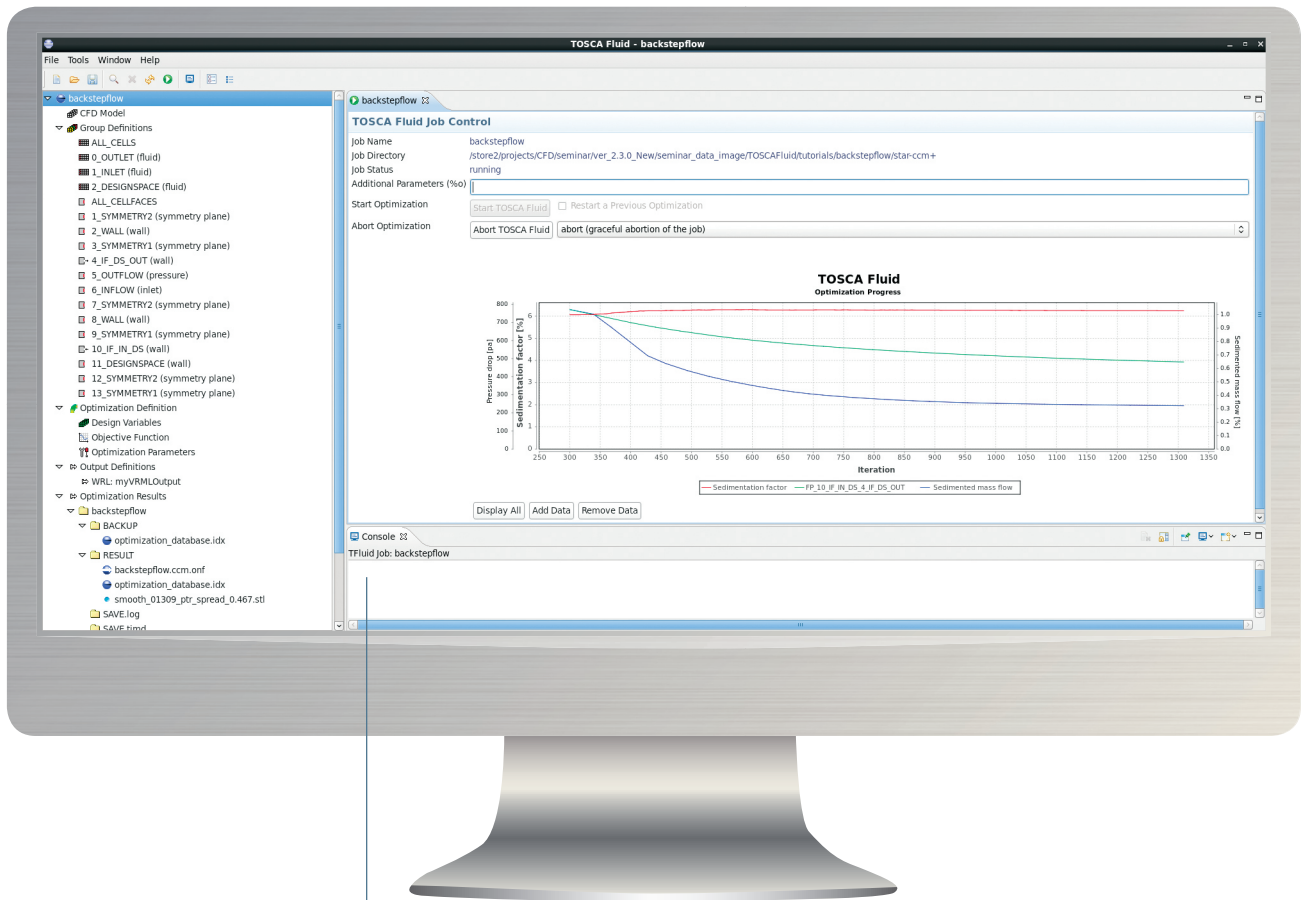 TOSCA Fluid - backstepflow
File Tools Window Help
backstepflow
CFD Model
Group Definitions
ALL_CELLS
0_OUTLET (fluid)
1_INLET (fluid)
2_DESIGNSPACE (fluid)
ALL_CELLFACES
1_SYMMETRY2 (symmetry plane)
2_WALL (wall)
3_SYMMETRY1 (symmetry plane)
4_IF_DS_OUT (wall)
5_OUTFLOW (pressure)
6_INFLOW (inlet)
7_SYMMETRY2 (symmetry plane)
8_WALL (wall)
9_SYMMETRY1 (symmetry plane)
10_IF_IN_DS (wall)
11_DESIGNSPACE (wall)
12_SYMMETRY2 (symmetry plane)
13_SYMMETRY1 (symmetry plane)
Optimization Definition
Design Variables
Objective Function
Optimization Parameters
Output Definitions
WRL: myVRMLOutput
Optimization Results
backstepflow
BACKUP
optimization_database.idx
RESULT
backstepflow.ccm.onf
optimization_database.idx
smooth_01309_ptr_spread_0.467.stl
SAVE.log
SAVE.timd
backstepflow
TOSCA Fluid Job Control
Job Name backstepflow
Job Directory /store2/projects/CFD/seminar/ver_2.3.0_New/seminar_data_image/TOSCAFluid/tutorials/backstepflow/star-ccm+
Job Status running
Additional Parameters (%o)
Start Optimization Start TOSCA Fluid Restart a Previous Optimization
Abort Optimization Abort TOSCA Fluid abort (graceful abortion of the job)
TOSCA Fluid
Optimization Progress
Pressure drop [pa]
800
700
600
500
400
300
200
100
0
Sedimentation factor [%]
6
5
4
3
2
1
0
1.0
0.9
0.8
0.7
0.6
0.5
0.4
0.3
0.2
0.1
0.0
Sedimented mass flow [%]
250 300 350 400 450 500 550 600 650 700 750 800 850 900 950 1000 1050 1100 1150 1200 1250 1300 1350
Iteration
Sedimentation factor FP_10_IF_IN_DS_4_IF_DS_OUT Sedimented mass flow
Display All Add Data Remove Data
Console
TFluid Job: backstepflow